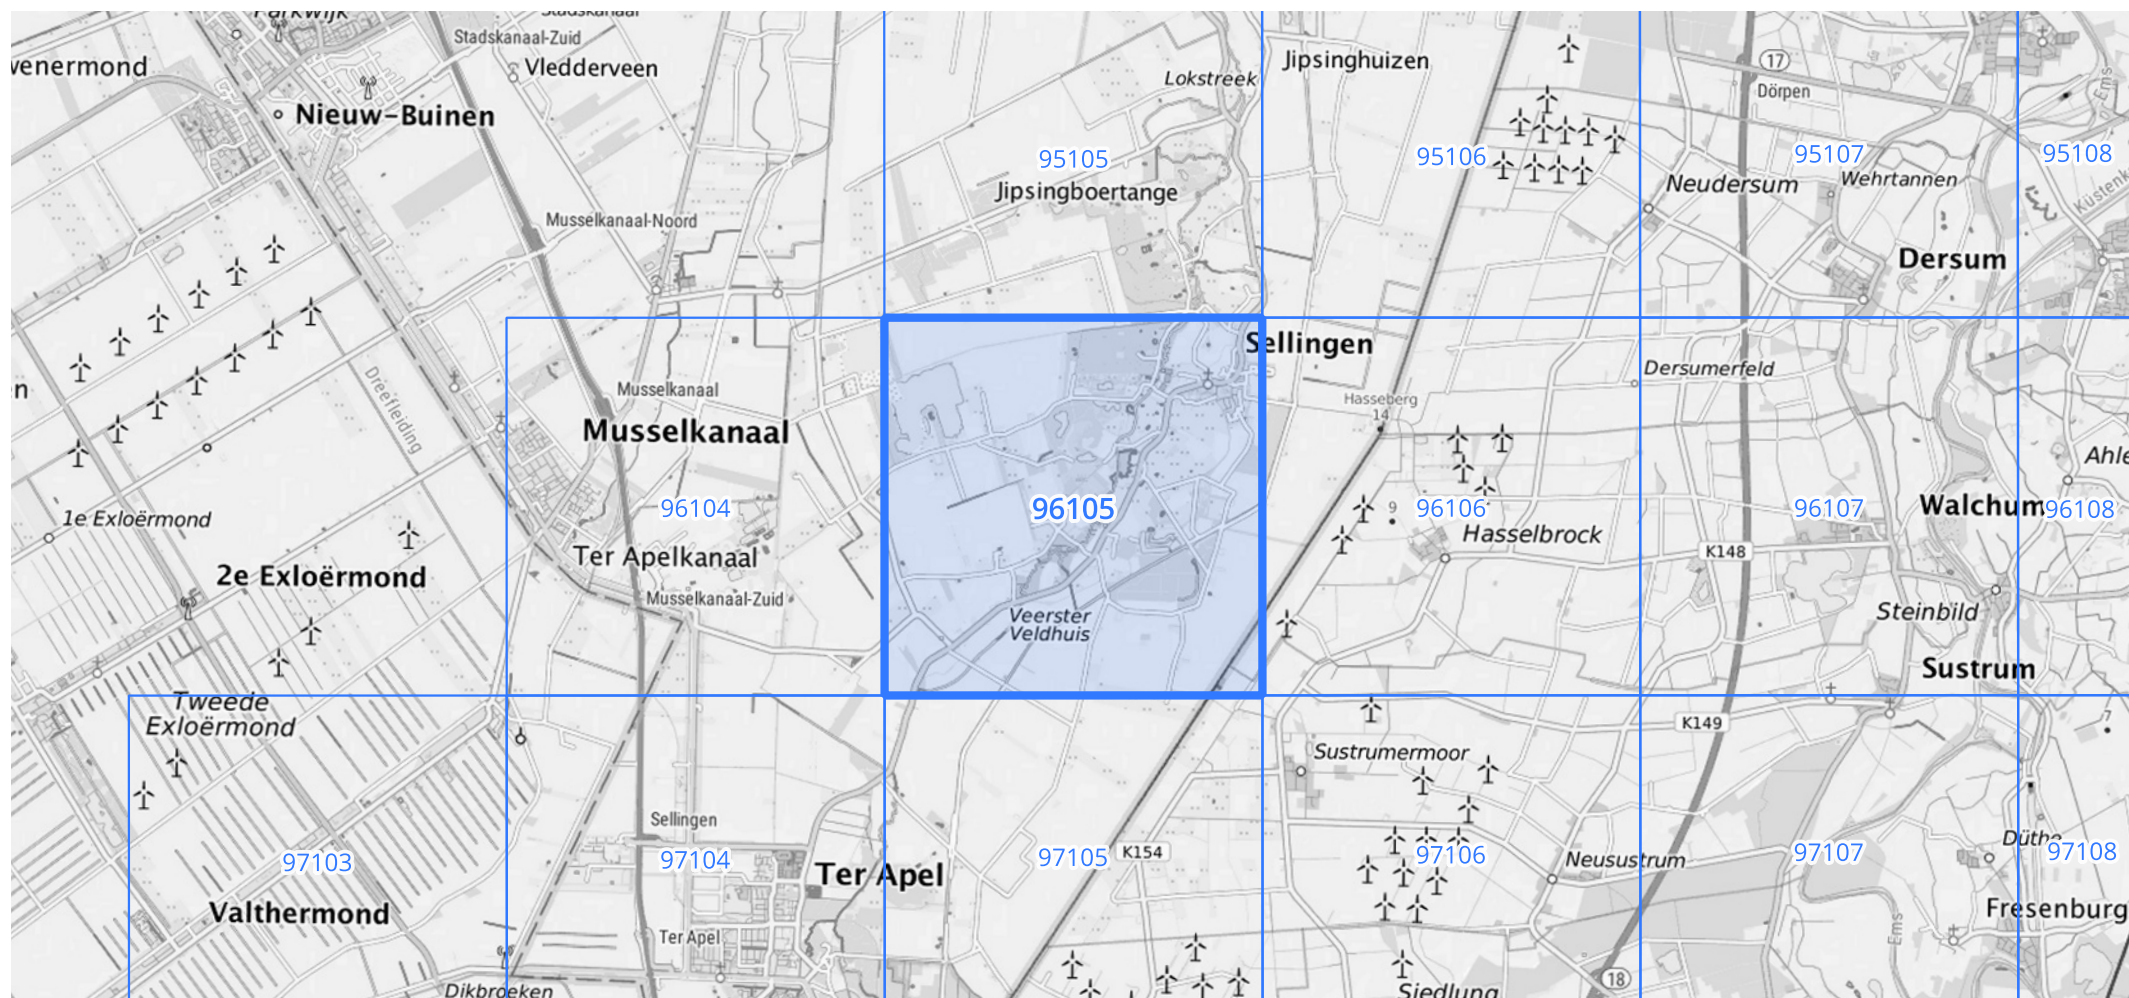 Parkwijk
Stadskanaal
Stadskanaal-Zuid
Vledderveen
Jipsinghuizen
Lokstreek
17
Dörpen
Ems
Nieuw-Buinen
95105
95106
95107
95108
Jipsingboertange
Neudersum
Wehrtannen
Musselkanaal-Noord
Dersum
Sellingen
Dersumerfeld
Dreefleiding
Musselkanaal
Hasseberg
14
Musselkanaal
Ahle
1e Exloërmond
96104
96105
9
96106
96107
Walchum
96108
Hasselbrock
Ter Apelkanaal
K148
2e Exloërmond
Musselkanaal-Zuid
Veerster
Veldhuis
Steinbild
Sustrum
Tweede
Exloërmond
K149
7
Sustrumermoor
Sellingen
97103
97104
97105
K154
97106
97107
97108
Neusustrum
Ter Apel
Valthermond
Fresenburg
Ems
Ter Apel
Dikbroeken
18
Siedlung